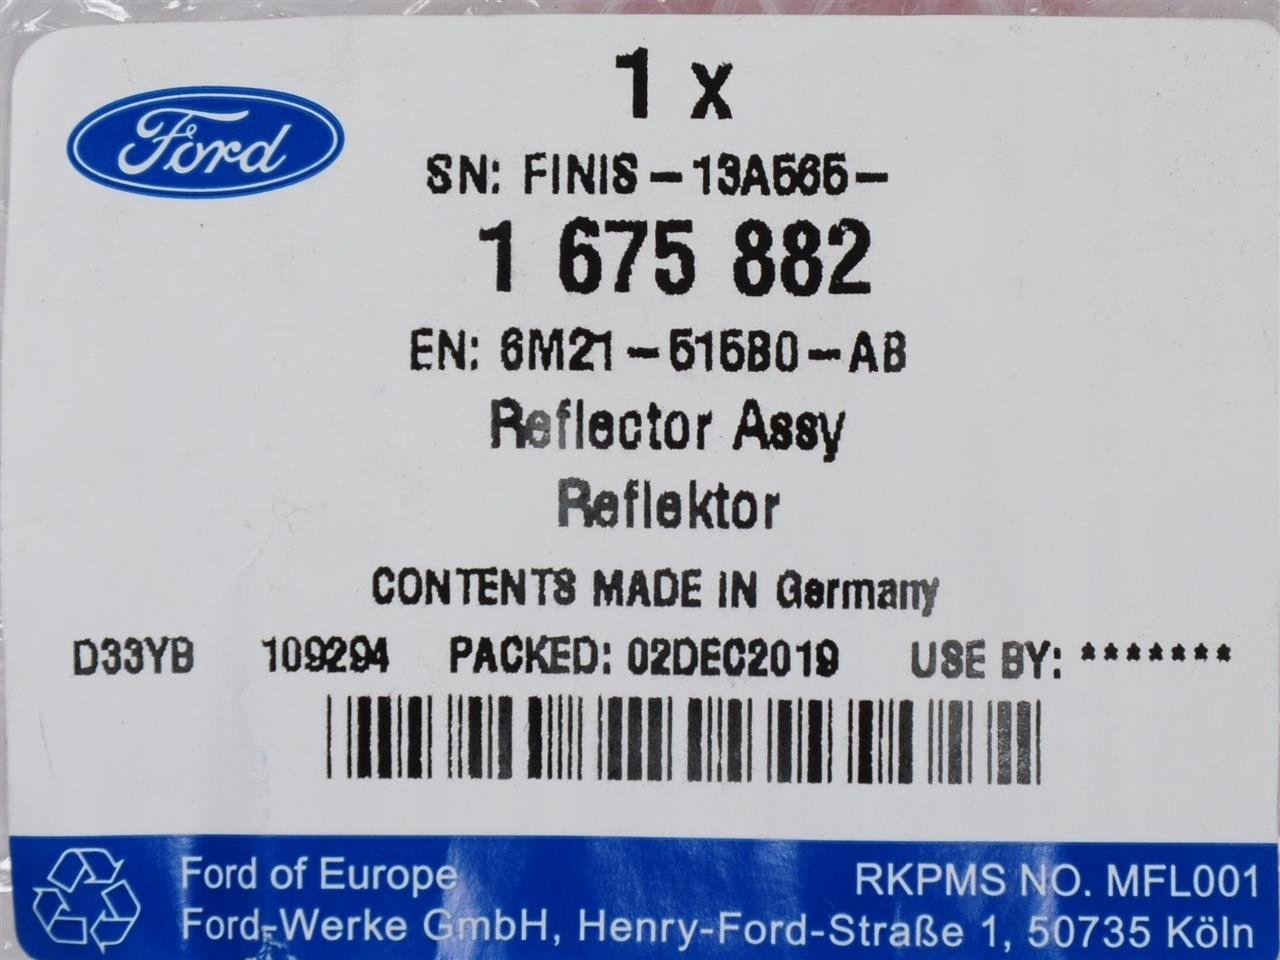 Ford
1 x
SN: FINIS-13A565-
1 675 882
EN: 6M21-515B0-AB
Reflector Assy
Reflektor
CONTENTS MADE IN Germany
D33YB 109294 PACKED: 02DEC2019 USE BY: *******
Ford of Europe RKPMS NO. MFL001
Ford-Werke GmbH, Henry-Ford-Straße 1, 50735 Köln